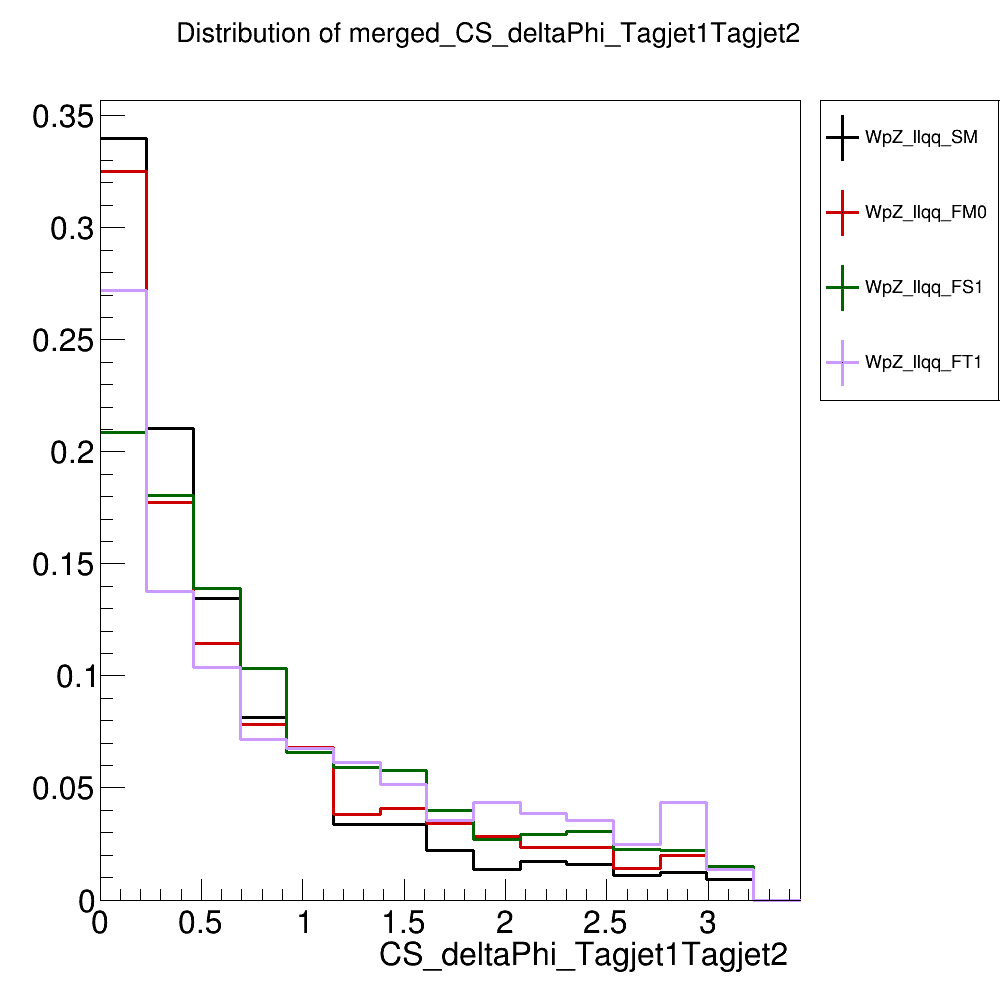 Distribution of merged_CS_deltaPhi_Tagjet1Tagjet2
0.35
0.3
0.25
0.2
0.15
0.1
0.05
0
0 0.5 1 1.5 2 2.5 3
CS_deltaPhi_Tagjet1Tagjet2
WpZ_llqq_SM
WpZ_llqq_FM0
WpZ_llqq_FS1
WpZ_llqq_FT1